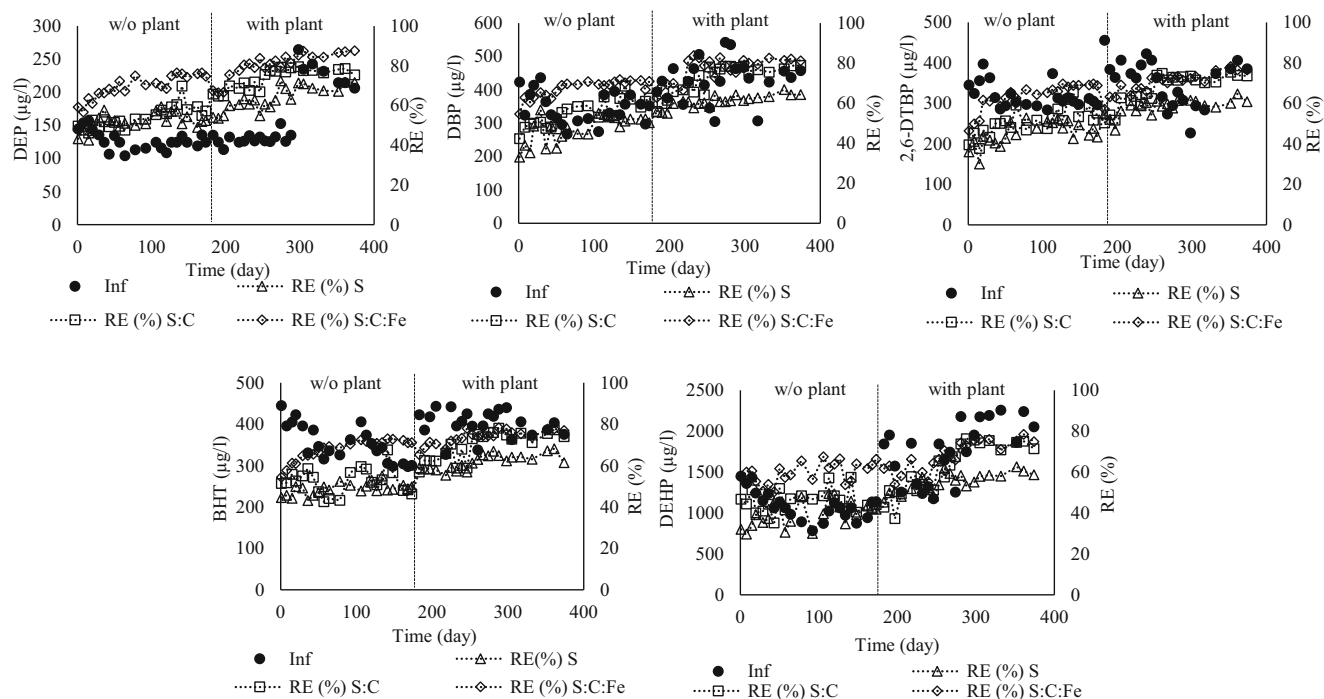 w/o plant with plant
DEP (µg/l)
300
250
200
150
100
50
0
100
80
60
40
20
0
RE (%)
0 100 200 300 400
Time (day)
Inf RE (%) S
RE (%) S:C RE (%) S:C:Fe
w/o plant with plant
DBP (µg/l)
600
500
400
300
200
100
0
100
80
60
40
20
0
RE (%)
0 100 200 300 400
Time (day)
Inf RE (%) S
RE (%) S:C RE (%) S:C:Fe
w/o plant with plant
2,6-DTBP (µg/l)
500
400
300
200
100
0
100
80
60
40
20
0
RE (%)
0 100 200 300 400
Time (day)
Inf RE (%) S
RE (%) S:C RE (%) S:C:Fe
w/o plant with plant
BHT (µg/l)
500
400
300
200
100
0
100
80
60
40
20
0
RE (%)
0 100 200 300 400
Time (day)
Inf RE(%) S
RE (%) S:C RE (%) S:C:Fe
w/o plant with plant
DEHP (µg/l)
2500
2000
1500
1000
500
0
100
80
60
40
20
0
RE (%)
0 100 200 300 400
Time (day)
Inf RE (%) S
RE (%) S:C RE (%) S:C:Fe